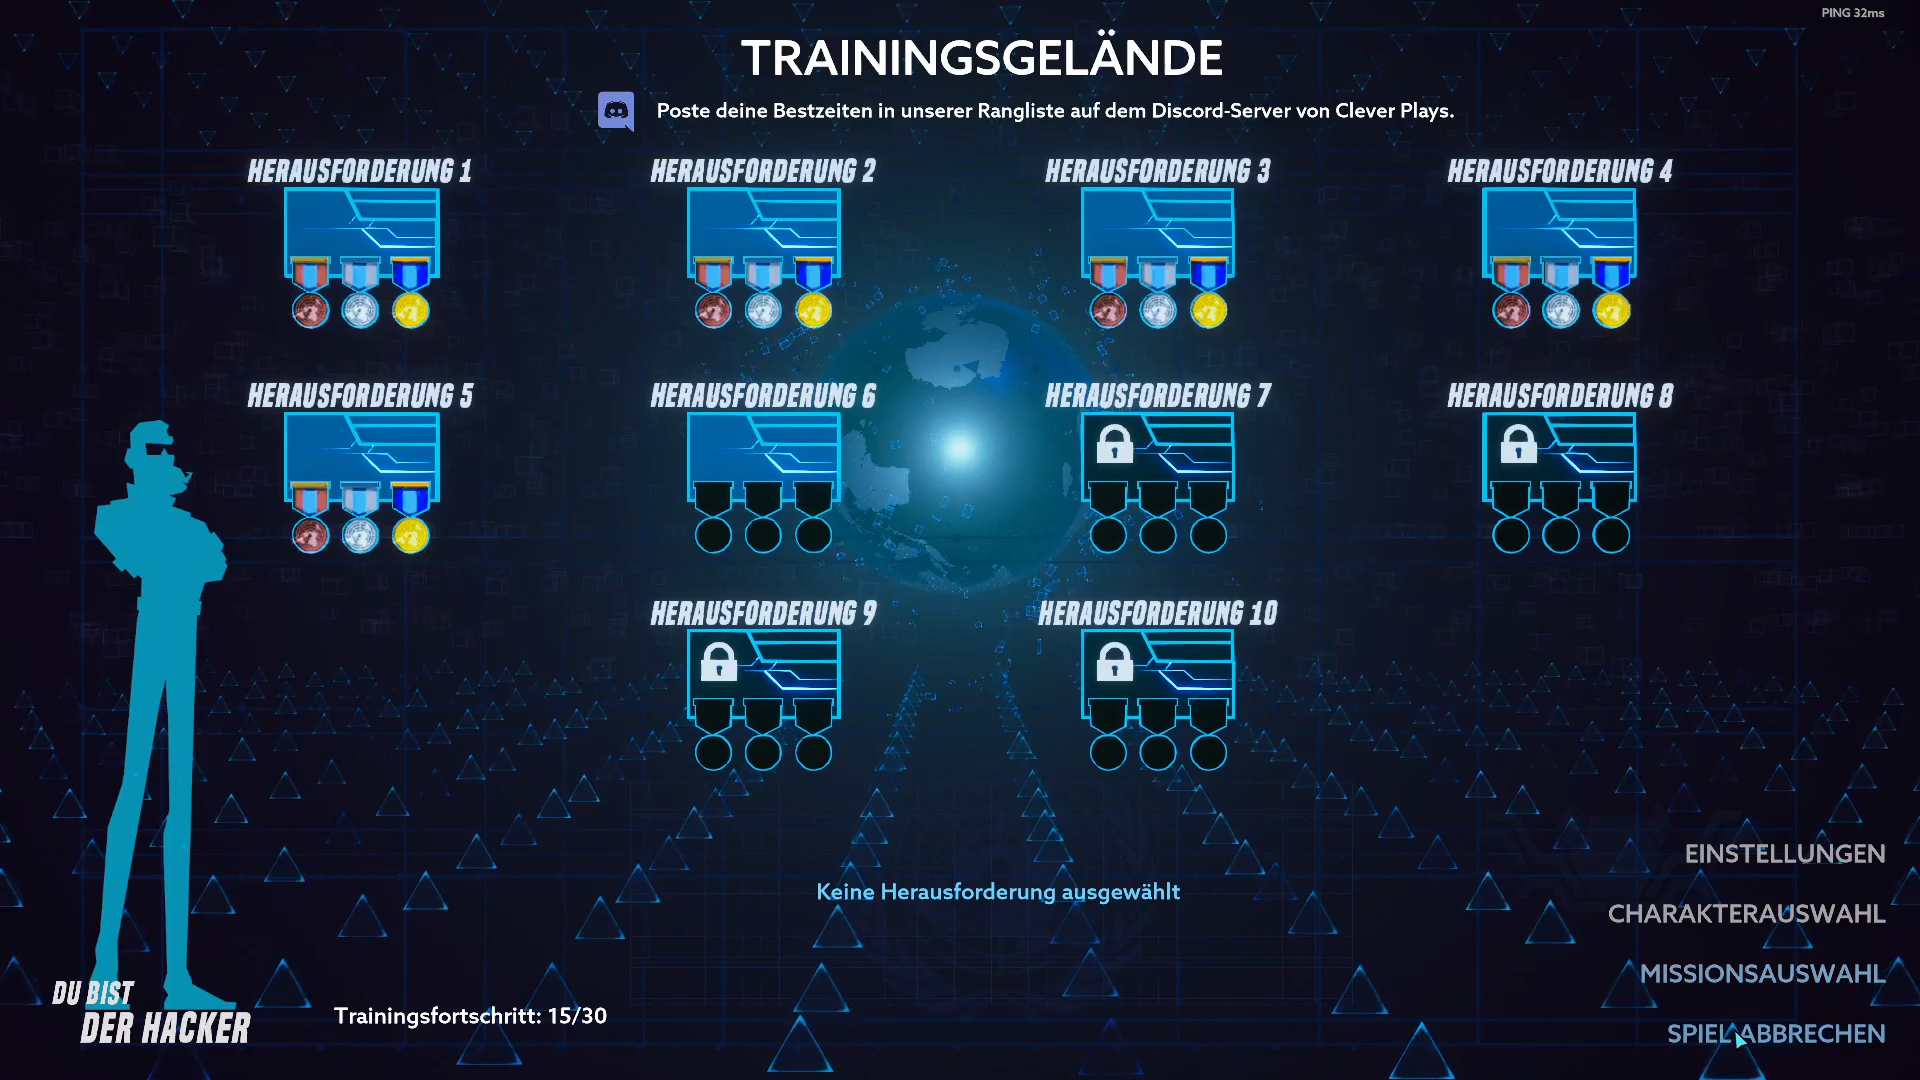 PING 32ms
TRAININGSGELÄNDE
Poste deine Bestzeiten in unserer Rangliste auf dem Discord-Server von Clever Plays.
HERAUSFORDERUNG 1
HERAUSFORDERUNG 2
HERAUSFORDERUNG 3
HERAUSFORDERUNG 4
HERAUSFORDERUNG 5
HERAUSFORDERUNG 6
HERAUSFORDERUNG 7
HERAUSFORDERUNG 8
HERAUSFORDERUNG 9
HERAUSFORDERUNG 10
Keine Herausforderung ausgewählt
EINSTELLUNGEN
CHARAKTERAUSWAHL
MISSIONSAUSWAHL
SPIEL ABBRECHEN
DU BIST
DER HACKER
Trainingsfortschritt: 15/30